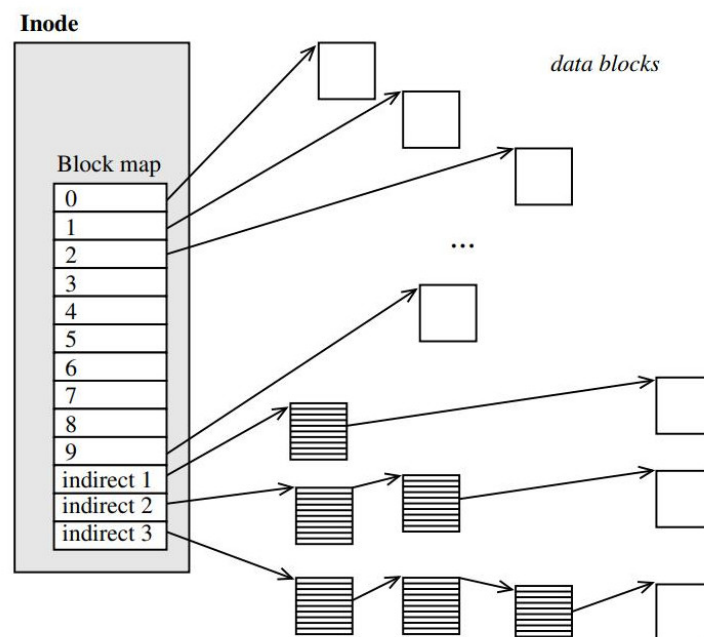 Inode
data blocks
Block map
0
1
2
...
3
4
5
6
7
8
9
indirect 1
indirect 2
indirect 3